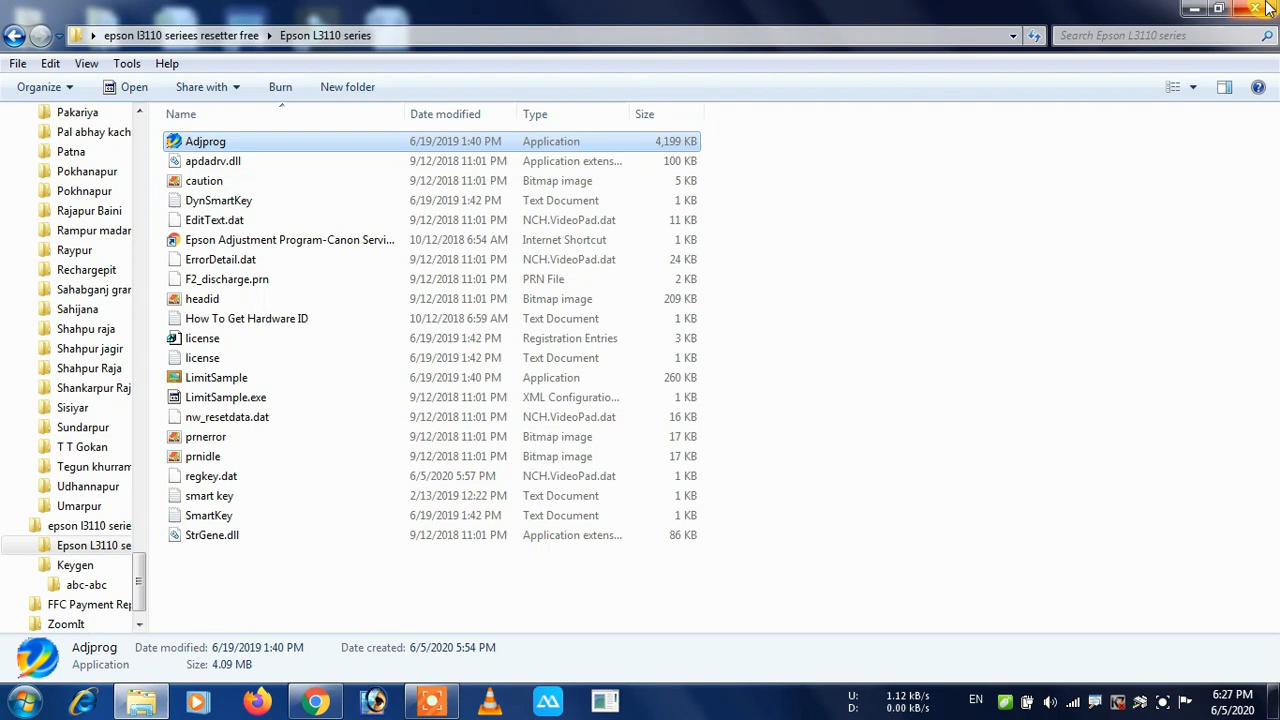 epson l3110 seriees resetter free Epson L3110 series Search Epson L3110 series
File Edit View Tools Help
Organize Open Share with Burn New folder
Name Date modified Type Size
Pakariya
Pal abhay kach
Patna
Pokhanapur
Pokhnapur
Rajapur Baini
Rampur madar
Raypur
Rechargepit
Sahabganj gran
Sahijana
Shahpu raja
Shahpur jagir
Shahpur Raja
Shankarpur Raj
Sisiyar
Sundarpur
T T Gokan
Tegun khurram
Udhannapur
Umarpur
epson l3110 serie
Epson L3110 se
Keygen
abc-abc
FFC Payment Rep
ZoomIt
Adjprog 6/19/2019 1:40 PM Application 4,199 KB
apdadrv.dll 9/12/2018 11:01 PM Application extens... 100 KB
caution 9/12/2018 11:01 PM Bitmap image 5 KB
DynSmartKey 6/19/2019 1:42 PM Text Document 1 KB
EditText.dat 9/12/2018 11:01 PM NCH.VideoPad.dat 11 KB
Epson Adjustment Program-Canon Servi... 10/12/2018 6:54 AM Internet Shortcut 1 KB
ErrorDetail.dat 9/12/2018 11:01 PM NCH.VideoPad.dat 24 KB
F2_discharge.prn 9/12/2018 11:01 PM PRN File 2 KB
headid 9/12/2018 11:01 PM Bitmap image 209 KB
How To Get Hardware ID 10/12/2018 6:59 AM Text Document 1 KB
license 6/19/2019 1:42 PM Registration Entries 3 KB
license 6/19/2019 1:42 PM Text Document 1 KB
LimitSample 6/19/2019 1:40 PM Application 260 KB
LimitSample.exe 9/12/2018 11:01 PM XML Configuratio... 1 KB
nw_resetdata.dat 9/12/2018 11:01 PM NCH.VideoPad.dat 16 KB
prnerror 9/12/2018 11:01 PM Bitmap image 17 KB
prnidle 9/12/2018 11:01 PM Bitmap image 17 KB
regkey.dat 6/5/2020 5:57 PM NCH.VideoPad.dat 1 KB
smart key 2/13/2019 12:22 PM Text Document 1 KB
SmartKey 6/19/2019 1:42 PM Text Document 1 KB
StrGene.dll 9/12/2018 11:01 PM Application extens... 86 KB
Adjprog Date modified: 6/19/2019 1:40 PM Date created: 6/5/2020 5:54 PM
Application Size: 4.09 MB
U: 1.12 kB/s
D: 0.00 kB/s
EN
6:27 PM
6/5/2020